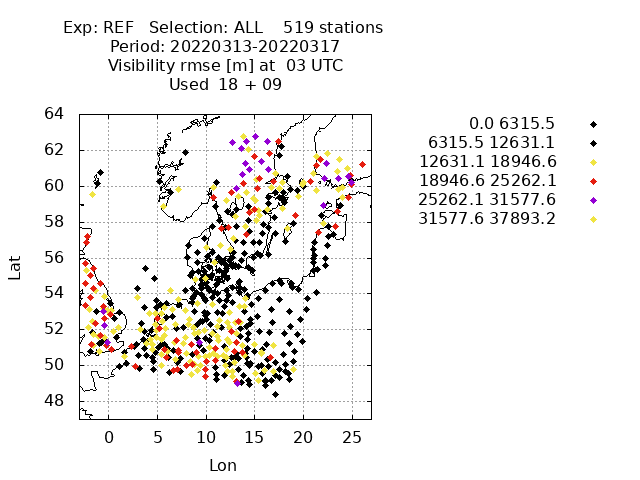 Exp: REF   Selection: ALL    519 stations
Period: 20220313-20220317
Visibility rmse [m] at  03 UTC
Used  18 + 09
0.0 6315.5
6315.5 12631.1
12631.1 18946.6
18946.6 25262.1
25262.1 31577.6
31577.6 37893.2
64
62
60
58
56
54
52
50
48
Lat
0 5 10 15 20 25
Lon